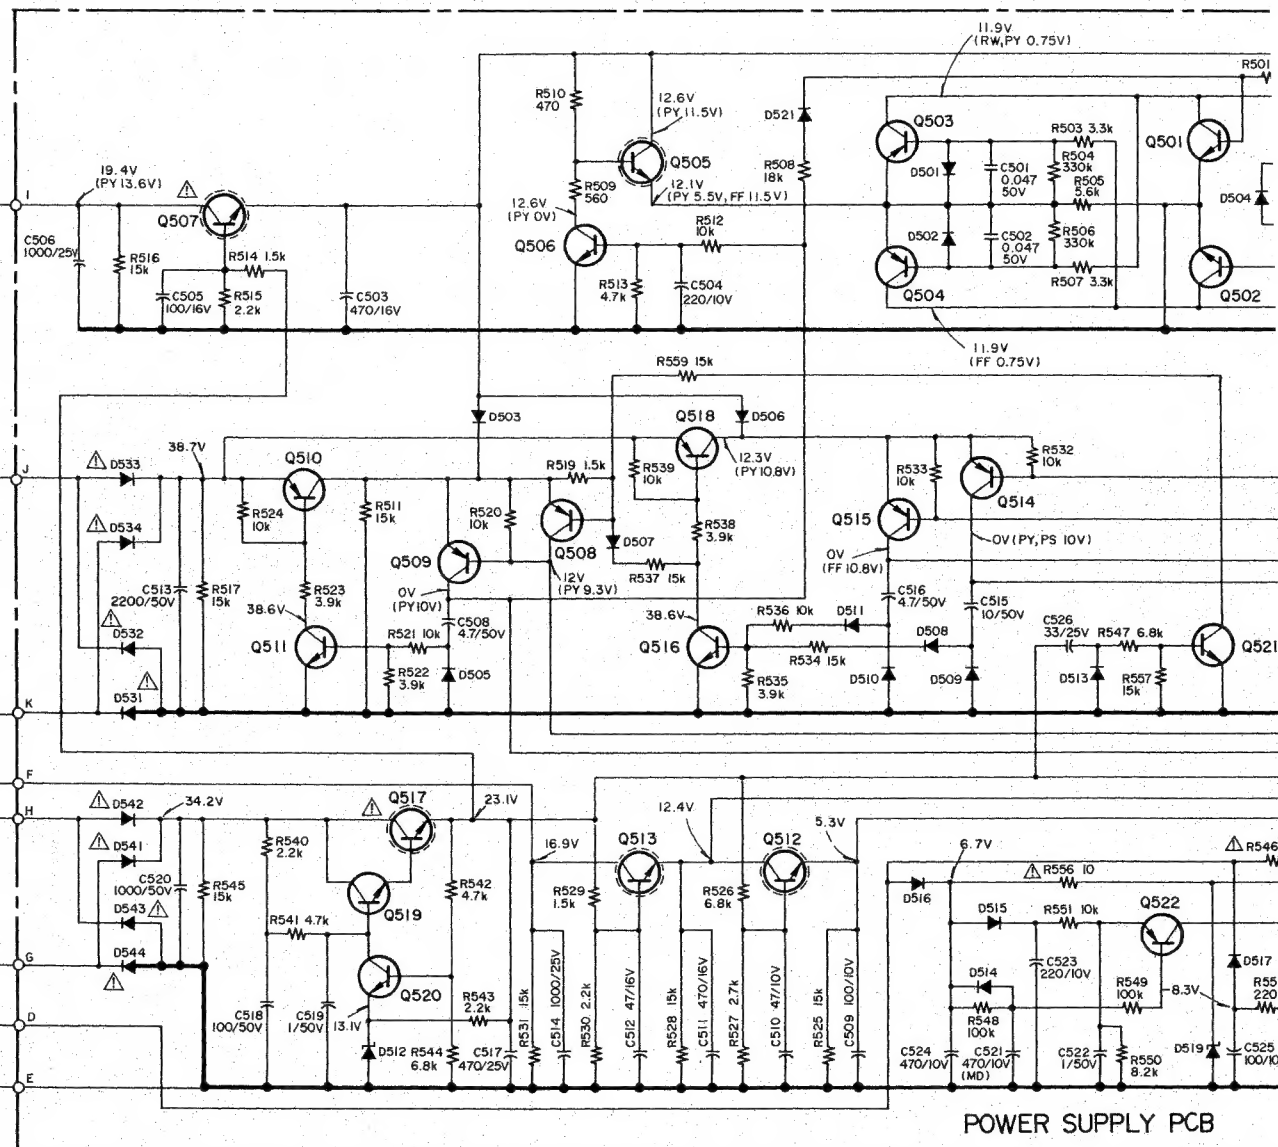 11.9V
(RW,PY 0.75V)
R501
R510
470
12.6V
(PY 11.5V)
D521
Q503
R503 3.3k
Q501
R504
330k
Q505
R508
18k
D501
C501
0.047
50V
R505
5.6k
D504
19.4V
(PY 13.6V)
I
Q507
R509
560
12.6V
(PY 0V)
12.1V
(PY 5.5V, FF 11.5V)
R512
10k
Q506
D502
C502
0.047
50V
R506
330k
C506
1000/25V
R516
15k
R514 1.5k
C505
100/16V
R515
2.2k
C503
470/16V
R513
4.7k
C504
220/10V
Q504
R507 3.3k
Q502
11.9V
(FF 0.75V)
R559 15k
D503
Q518
D506
38.7V
J
D533
Q510
R519 1.5k
R539
10k
12.3V
(PY 10.8V)
R533
10k
R532
10k
D534
R524
10k
R511
15k
R520
10k
Q508
R538
3.9k
Q515
Q514
Q509
D507
0V
(FF 10.8V)
0V (PY, PS 10V)
C513
2200/50V
R517
15k
R523
3.9k
0V
(PY 10V)
12V
(PY 9.3V)
R537 15k
C516
4.7/50V
C515
10/50V
38.6V
38.6V
R536 10k
D511
D532
Q511
R521 10k
C508
4.7/50V
Q516
D508
R534 15k
C526
33/25V
R547 6.8k
Q521
R522
3.9k
D505
R535
3.9k
D510
D509
D513
R557
15k
K
D531
F
H
D542
34.2V
Q517
23.1V
12.4V
5.3V
Q513
Q512
D541
R540
2.2k
16.9V
6.7V
R546
C520
1000/50V
R545
15k
R542
4.7k
R529
1.5k
R526
6.8k
D516
R556 10
D543
Q519
R541 4.7k
D515
R551 10k
Q522
G
D544
C523
220/10V
D517
D514
R549
100k
8.3V
R55
220
Q520
R543
2.2k
C518
100/50V
C519
1/50V
13.1V
R548
100k
D
D512
R544
6.8k
C517
470/25V
R531 15k
C514 1000/25V
R530 2.2k
C512 47/16V
R528 15k
C511 470/16V
R527 2.7k
C510 47/10V
R525 15k
C509 100/10V
C524
470/10V
C521
470/10V
(MD)
C522
1/50V
R550
8.2k
D519
C525
100/10
E
POWER SUPPLY PCB